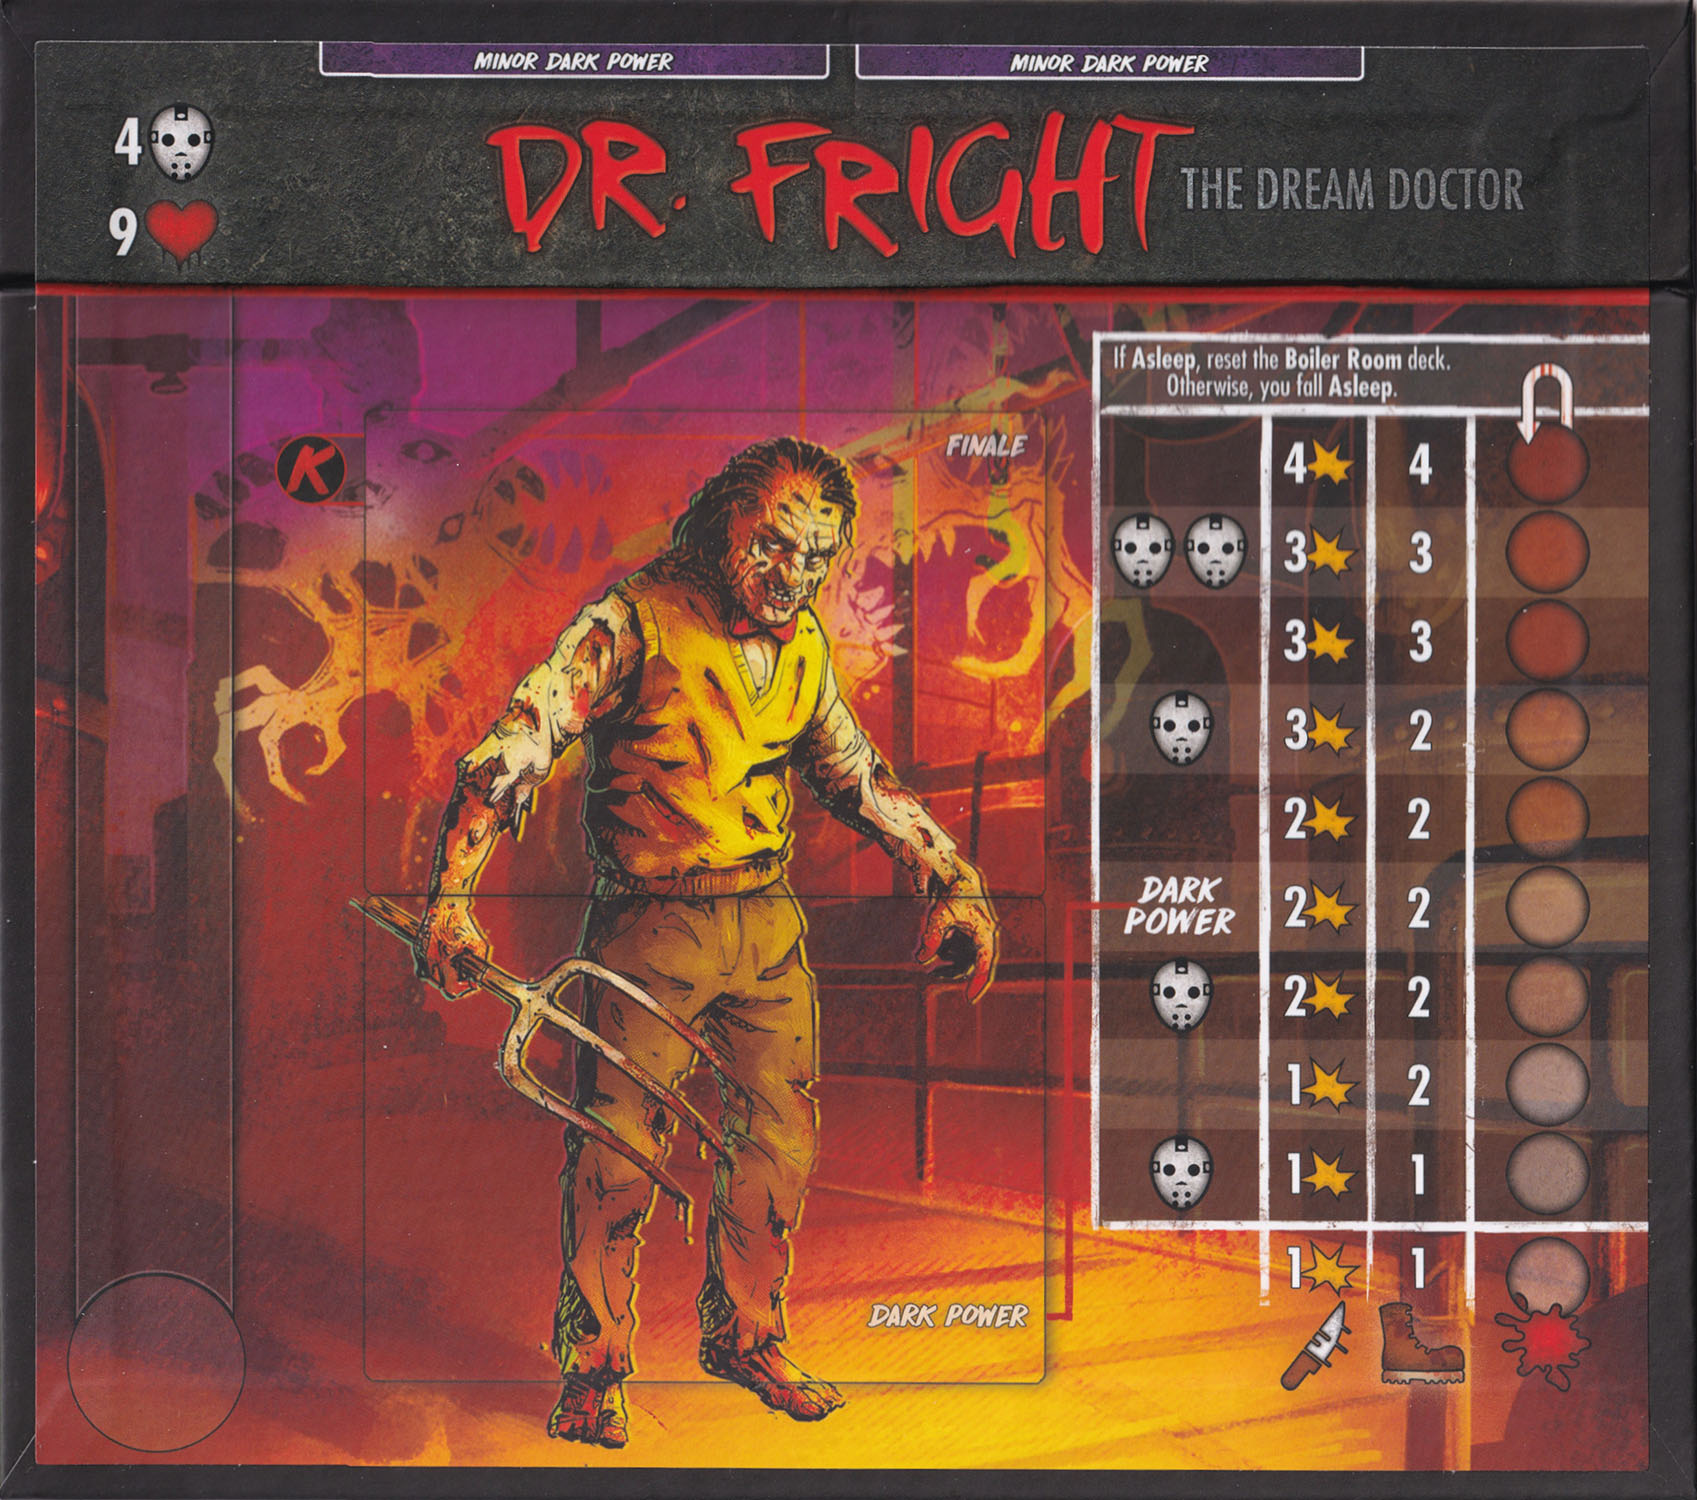 MINOR DARK POWER
MINOR DARK POWER
4
9
DR. FRIGHT
THE DREAM DOCTOR
If Asleep, reset the Boiler Room deck.
Otherwise, you fall Asleep.
K
FINALE
4 4
3 3
3 3
3 2
2 2
DARK
POWER
2 2
2 2
1 2
1 1
1 1
DARK POWER